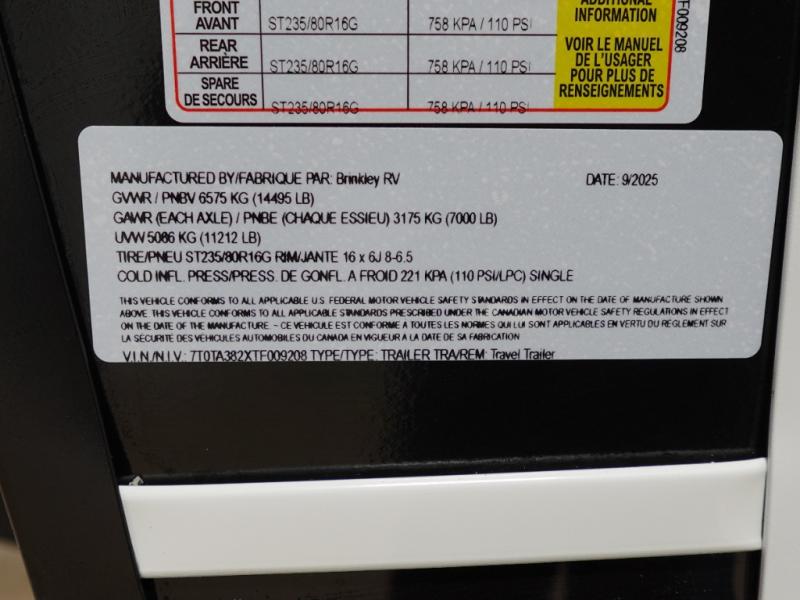 FRONT
AVANT ST235/80R16G 758 KPA / 110 PSI
REAR
ARRIÈRE ST235/80R16G 758 KPA / 110 PSI
SPARE
DE SECOURS ST235/80R16G 758 KPA / 110 PSI
ADDITIONAL
INFORMATION
VOIR LE MANUEL
DE L'USAGER
POUR PLUS DE
RENSEIGNEMENTS
F009208
MANUFACTURED BY/FABRIQUE PAR: Brinkley RV DATE: 9/2025
GVWR / PNBV 6575 KG (14495 LB)
GAWR (EACH AXLE) / PNBE (CHAQUE ESSIEU) 3175 KG (7000 LB)
UVW 5086 KG (11212 LB)
TIRE/PNEU ST235/80R16G RIM/JANTE 16 x 6J 8-6.5
COLD INFL. PRESS/PRESS. DE GONFL. A FROID 221 KPA (110 PSI/LPC) SINGLE
THIS VEHICLE CONFORMS TO ALL APPLICABLE U.S. FEDERAL MOTOR VEHICLE SAFETY STANDARDS IN EFFECT ON THE DATE OF MANUFACTURE SHOWN
ABOVE. THIS VEHICLE CONFORMS TO ALL APPLICABLE STANDARDS PRESCRIBED UNDER THE CANADIAN MOTOR VEHICLE SAFETY REGULATIONS IN EFFECT
ON THE DATE OF THE MANUFACTURE. - CE VEHICULE EST CONFORME A TOUTES LES NORMES QUI LUI SONT APPLICABLES EN VERTU DU REGLEMENT SUR
LA SECURITE DES VEHICULES AUTOMOBILES DU CANADA EN VIGUEUR A LA DATE DE SA FABRICATION
V.I.N./N.I.V.: 7T0TA382XTF009208 TYPE/TYPE: TRAILER TRA/REM: Travel Trailer